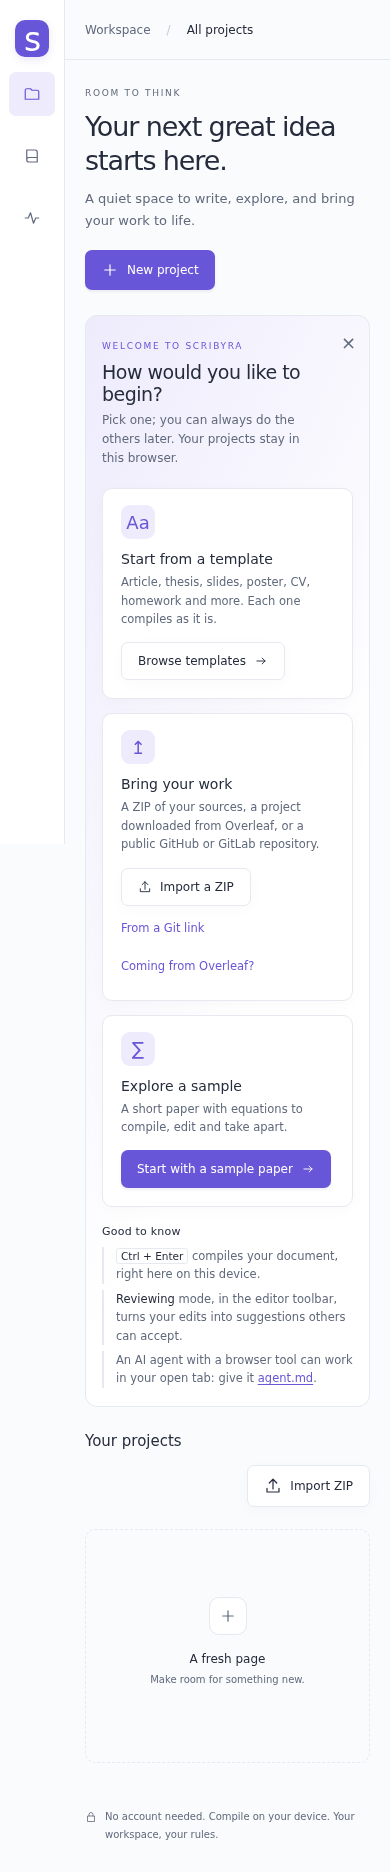 S
Workspace / All projects
ROOM TO THINK
Your next great idea
starts here.
A quiet space to write, explore, and bring
your work to life.
New project
WELCOME TO SCRIBYRA
How would you like to
begin?
Pick one; you can always do the
others later. Your projects stay in
this browser.
Aa
Start from a template
Article, thesis, slides, poster, CV,
homework and more. Each one
compiles as it is.
Browse templates →
↥
Bring your work
A ZIP of your sources, a project
downloaded from Overleaf, or a
public GitHub or GitLab repository.
Import a ZIP
From a Git link
Coming from Overleaf?
∑
Explore a sample
A short paper with equations to
compile, edit and take apart.
Start with a sample paper →
Good to know
Ctrl + Enter compiles your document,
right here on this device.
Reviewing mode, in the editor toolbar,
turns your edits into suggestions others
can accept.
An AI agent with a browser tool can work
in your open tab: give it agent.md.
Your projects
Import ZIP
A fresh page
Make room for something new.
No account needed. Compile on your device. Your
workspace, your rules.